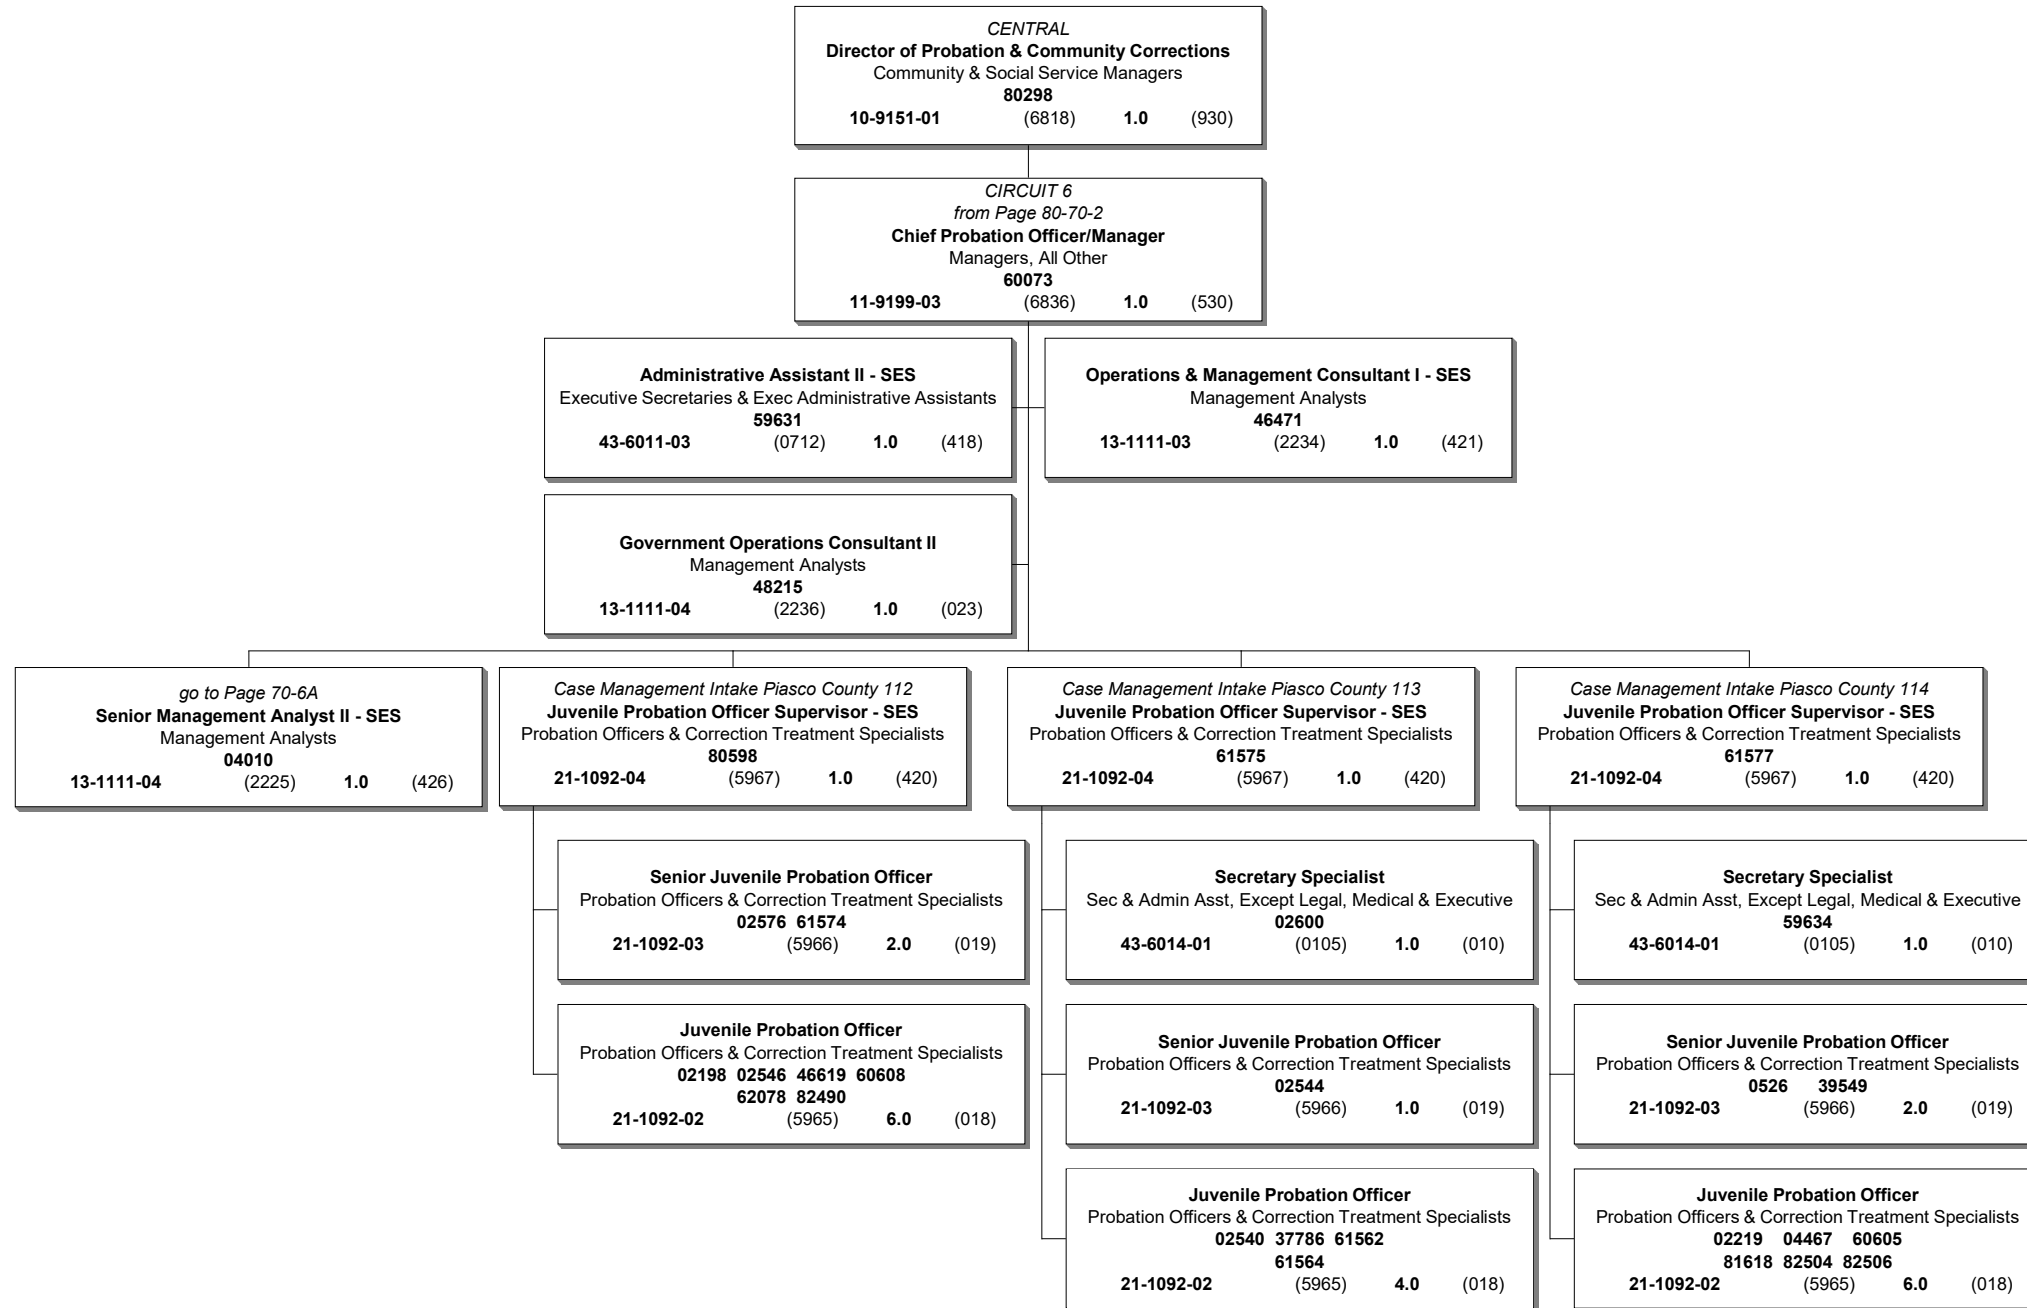 CENTRAL
Director of Probation & Community Corrections
Community & Social Service Managers
80298
10-9151-01 (6818) 1.0 (930)
CIRCUIT 6
from Page 80-70-2
Chief Probation Officer/Manager
Managers, All Other
60073
11-9199-03 (6836) 1.0 (530)
Administrative Assistant II - SES
Executive Secretaries & Exec Administrative Assistants
59631
43-6011-03 (0712) 1.0 (418)
Operations & Management Consultant I - SES
Management Analysts
46471
13-1111-03 (2234) 1.0 (421)
Government Operations Consultant II
Management Analysts
48215
13-1111-04 (2236) 1.0 (023)
go to Page 70-6A
Senior Management Analyst II - SES
Management Analysts
04010
13-1111-04 (2225) 1.0 (426)
Case Management Intake Piasco County 112
Juvenile Probation Officer Supervisor - SES
Probation Officers & Correction Treatment Specialists
80598
21-1092-04 (5967) 1.0 (420)
Case Management Intake Piasco County 113
Juvenile Probation Officer Supervisor - SES
Probation Officers & Correction Treatment Specialists
61575
21-1092-04 (5967) 1.0 (420)
Case Management Intake Piasco County 114
Juvenile Probation Officer Supervisor - SES
Probation Officers & Correction Treatment Specialists
61577
21-1092-04 (5967) 1.0 (420)
Senior Juvenile Probation Officer
Probation Officers & Correction Treatment Specialists
02576 61574
21-1092-03 (5966) 2.0 (019)
Juvenile Probation Officer
Probation Officers & Correction Treatment Specialists
02198 02546 46619 60608
62078 82490
21-1092-02 (5965) 6.0 (018)
Secretary Specialist
Sec & Admin Asst, Except Legal, Medical & Executive
02600
43-6014-01 (0105) 1.0 (010)
Senior Juvenile Probation Officer
Probation Officers & Correction Treatment Specialists
02544
21-1092-03 (5966) 1.0 (019)
Juvenile Probation Officer
Probation Officers & Correction Treatment Specialists
02540 37786 61562
61564
21-1092-02 (5965) 4.0 (018)
Secretary Specialist
Sec & Admin Asst, Except Legal, Medical & Executive
59634
43-6014-01 (0105) 1.0 (010)
Senior Juvenile Probation Officer
Probation Officers & Correction Treatment Specialists
0526 39549
21-1092-03 (5966) 2.0 (019)
Juvenile Probation Officer
Probation Officers & Correction Treatment Specialists
02219 04467 60605
81618 82504 82506
21-1092-02 (5965) 6.0 (018)